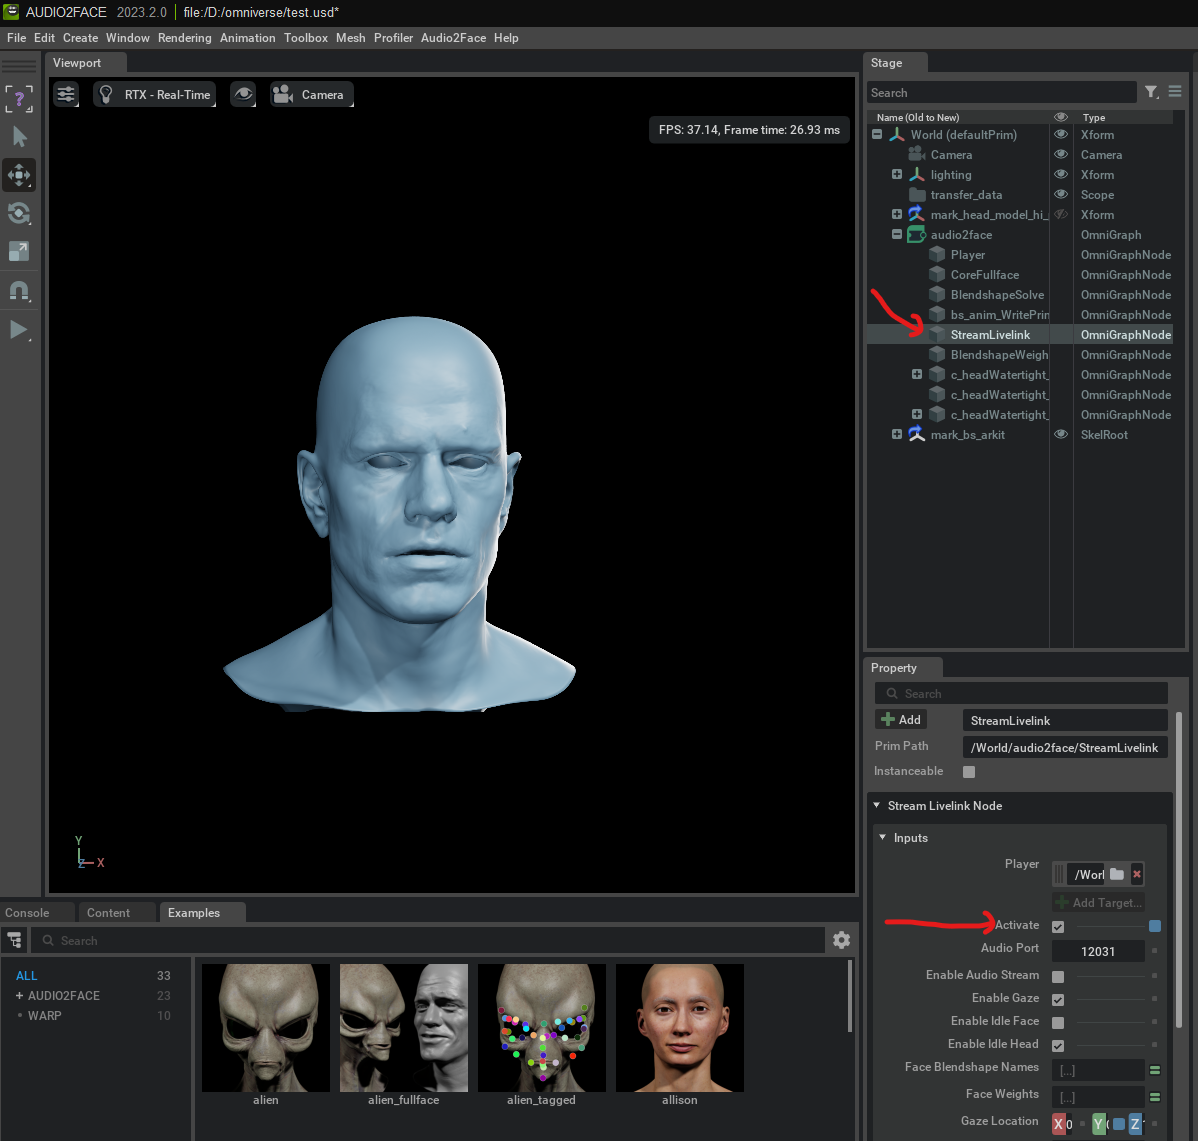 AUDIO2FACE 2023.2.0 file:/D:/omniverse/test.usd*
File Edit Create Window Rendering Animation Toolbox Mesh Profiler Audio2Face Help
Viewport
RTX - Real-Time
Camera
FPS: 37.14, Frame time: 26.93 ms
Y
Z X
Stage
Search
Name (Old to New) Type
World (defaultPrim) Xform
Camera Camera
lighting Xform
transfer_data Scope
mark_head_model_hi_ Xform
audio2face OmniGraph
Player OmniGraphNode
CoreFullface OmniGraphNode
BlendshapeSolve OmniGraphNode
bs_anim_WritePrin OmniGraphNode
StreamLivelink OmniGraphNode
BlendshapeWeigh OmniGraphNode
c_headWatertight_ OmniGraphNode
c_headWatertight_ OmniGraphNode
c_headWatertight_ OmniGraphNode
mark_bs_arkit SkelRoot
Property
Search
Add StreamLivelink
Prim Path /World/audio2face/StreamLivelink
Instanceable
Stream Livelink Node
Inputs
Player /Worl
Add Target...
Activate
Audio Port 12031
Enable Audio Stream
Enable Gaze
Enable Idle Face
Enable Idle Head
Face Blendshape Names [...]
Face Weights [...]
Gaze Location X 0 Y Z
Console Content Examples
Search
ALL 33
+ AUDIO2FACE 23
• WARP 10
alien
alien_fullface
alien_tagged
allison